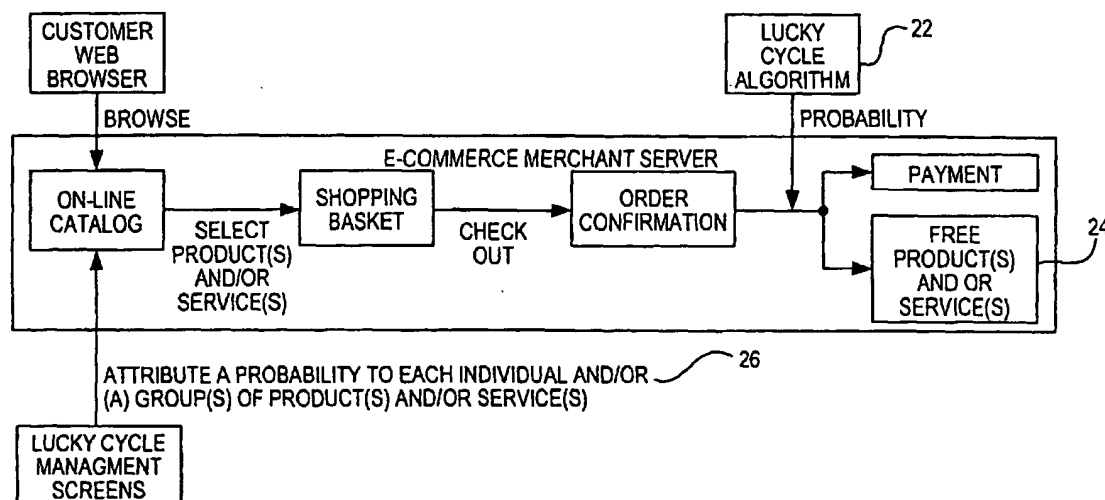 CUSTOMER
WEB
BROWSER
LUCKY
CYCLE
ALGORITHM
22
BROWSE
PROBABILITY
E-COMMERCE MERCHANT SERVER
ON-LINE
CATALOG
SELECT
PRODUCT(S)
AND/OR
SERVICE(S)
SHOPPING
BASKET
CHECK
OUT
ORDER
CONFIRMATION
PAYMENT
FREE
PRODUCT(S)
AND OR
SERVICE(S)
24
ATTRIBUTE A PROBABILITY TO EACH INDIVIDUAL AND/OR
(A) GROUP(S) OF PRODUCT(S) AND/OR SERVICE(S)
26
LUCKY CYCLE
MANAGMENT
SCREENS